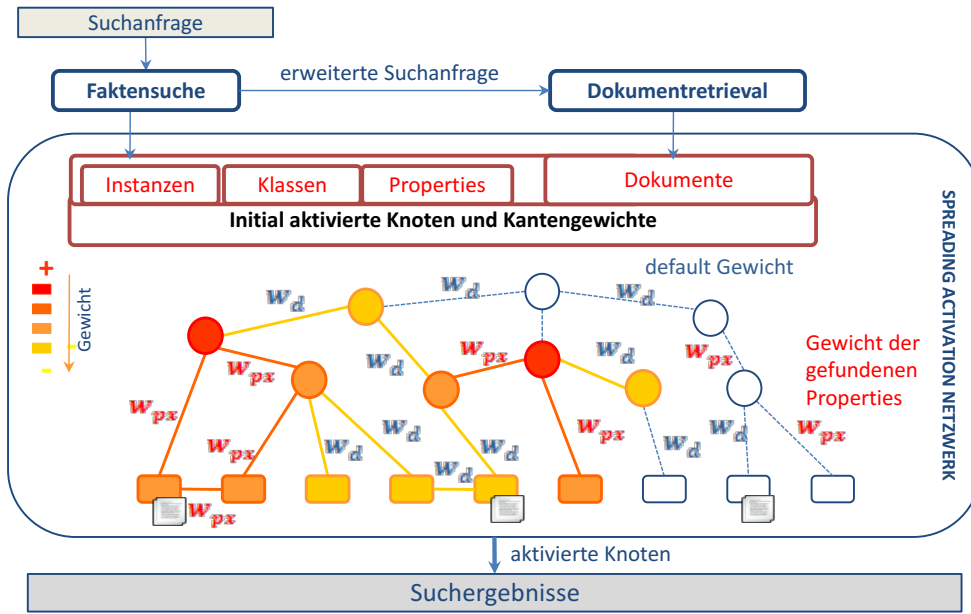 Suchanfrage
erweiterte Suchanfrage
Faktensuche
Dokumentretrieval
Instanzen
Klassen
Properties
Dokumente
Initial aktivierte Knoten und Kantengewichte
SPREADING ACTIVATION NETZWERK
+
Gewicht
-
-
default Gewicht
w_d
w_d
w_d
Gewicht der
gefundenen
Properties
w_px
w_d
w_px
w_d
w_px
w_px
w_px
w_px
w_d
w_d
w_px
w_d
w_d
w_px
w_d
w_px
aktivierte Knoten
Suchergebnisse